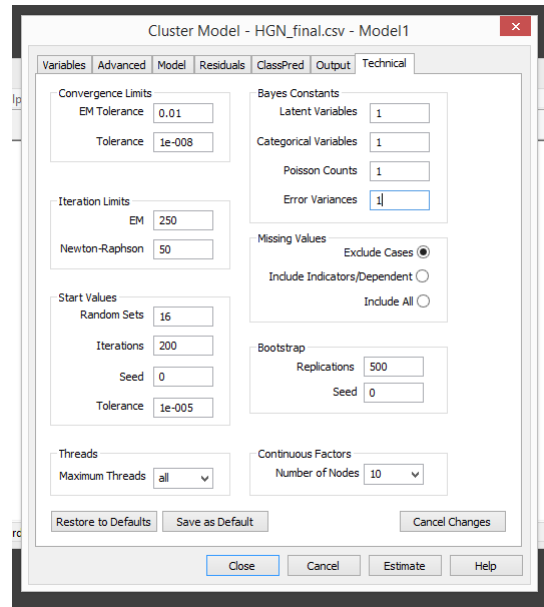 Cluster Model - HGN_final.csv - Model1
Variables Advanced Model Residuals ClassPred Output Technical
lp
Convergence Limits
EM Tolerance 0.01
Tolerance 1e-008
Iteration Limits
EM 250
Newton-Raphson 50
Start Values
Random Sets 16
Iterations 200
Seed 0
Tolerance 1e-005
Threads
Maximum Threads all
Bayes Constants
Latent Variables 1
Categorical Variables 1
Poisson Counts 1
Error Variances 1
Missing Values
Exclude Cases
Include Indicators/Dependent
Include All
Bootstrap
Replications 500
Seed 0
Continuous Factors
Number of Nodes 10
Restore to Defaults Save as Default Cancel Changes
Close Cancel Estimate Help